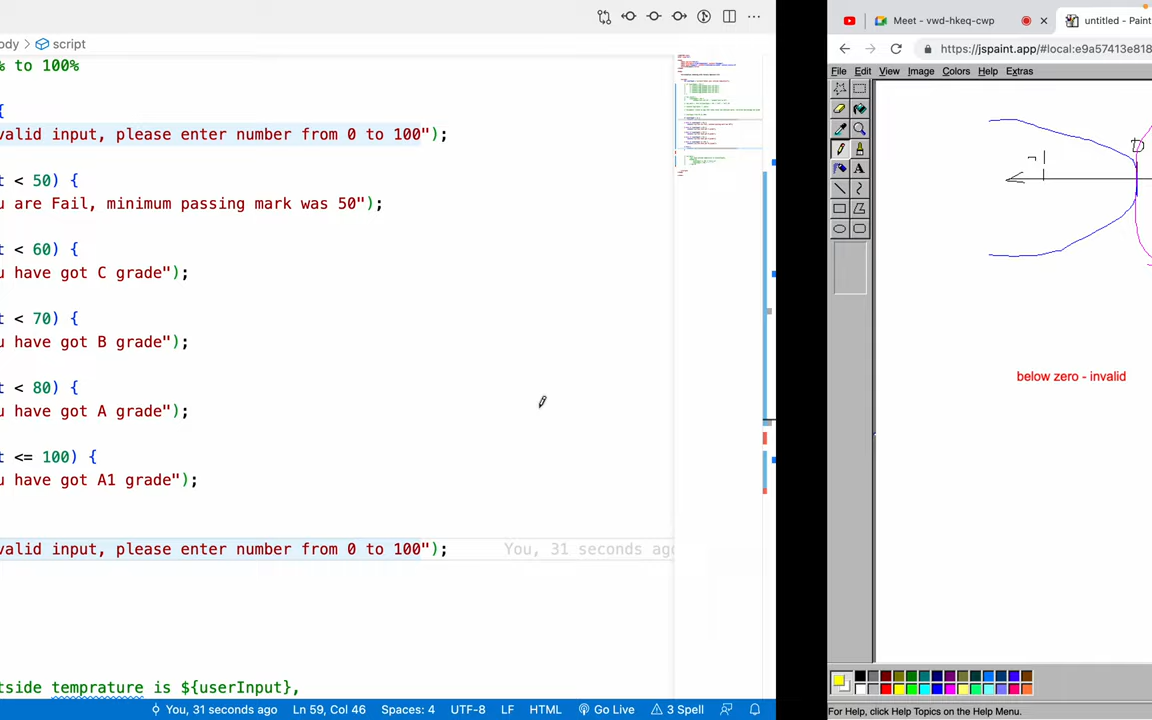 ody > script
% to 100%
{
valid input, please enter number from 0 to 100");
t < 50) {
u are Fail, minimum passing mark was 50");
t < 60) {
u have got C grade");
t < 70) {
u have got B grade");
t < 80) {
u have got A grade");
t <= 100) {
u have got A1 grade");
valid input, please enter number from 0 to 100");
You, 31 seconds ago
tside temprature is ${userInput},
You, 31 seconds ago
Ln 59, Col 46
Spaces: 4
UTF-8
LF
HTML
Go Live
3 Spell
Meet - vwd-hkeq-cwp
untitled - Paint
https://jspaint.app/#local:e9a57413e818
File Edit View Image Colors Help Extras
below zero - invalid
For Help, click Help Topics on the Help Menu.